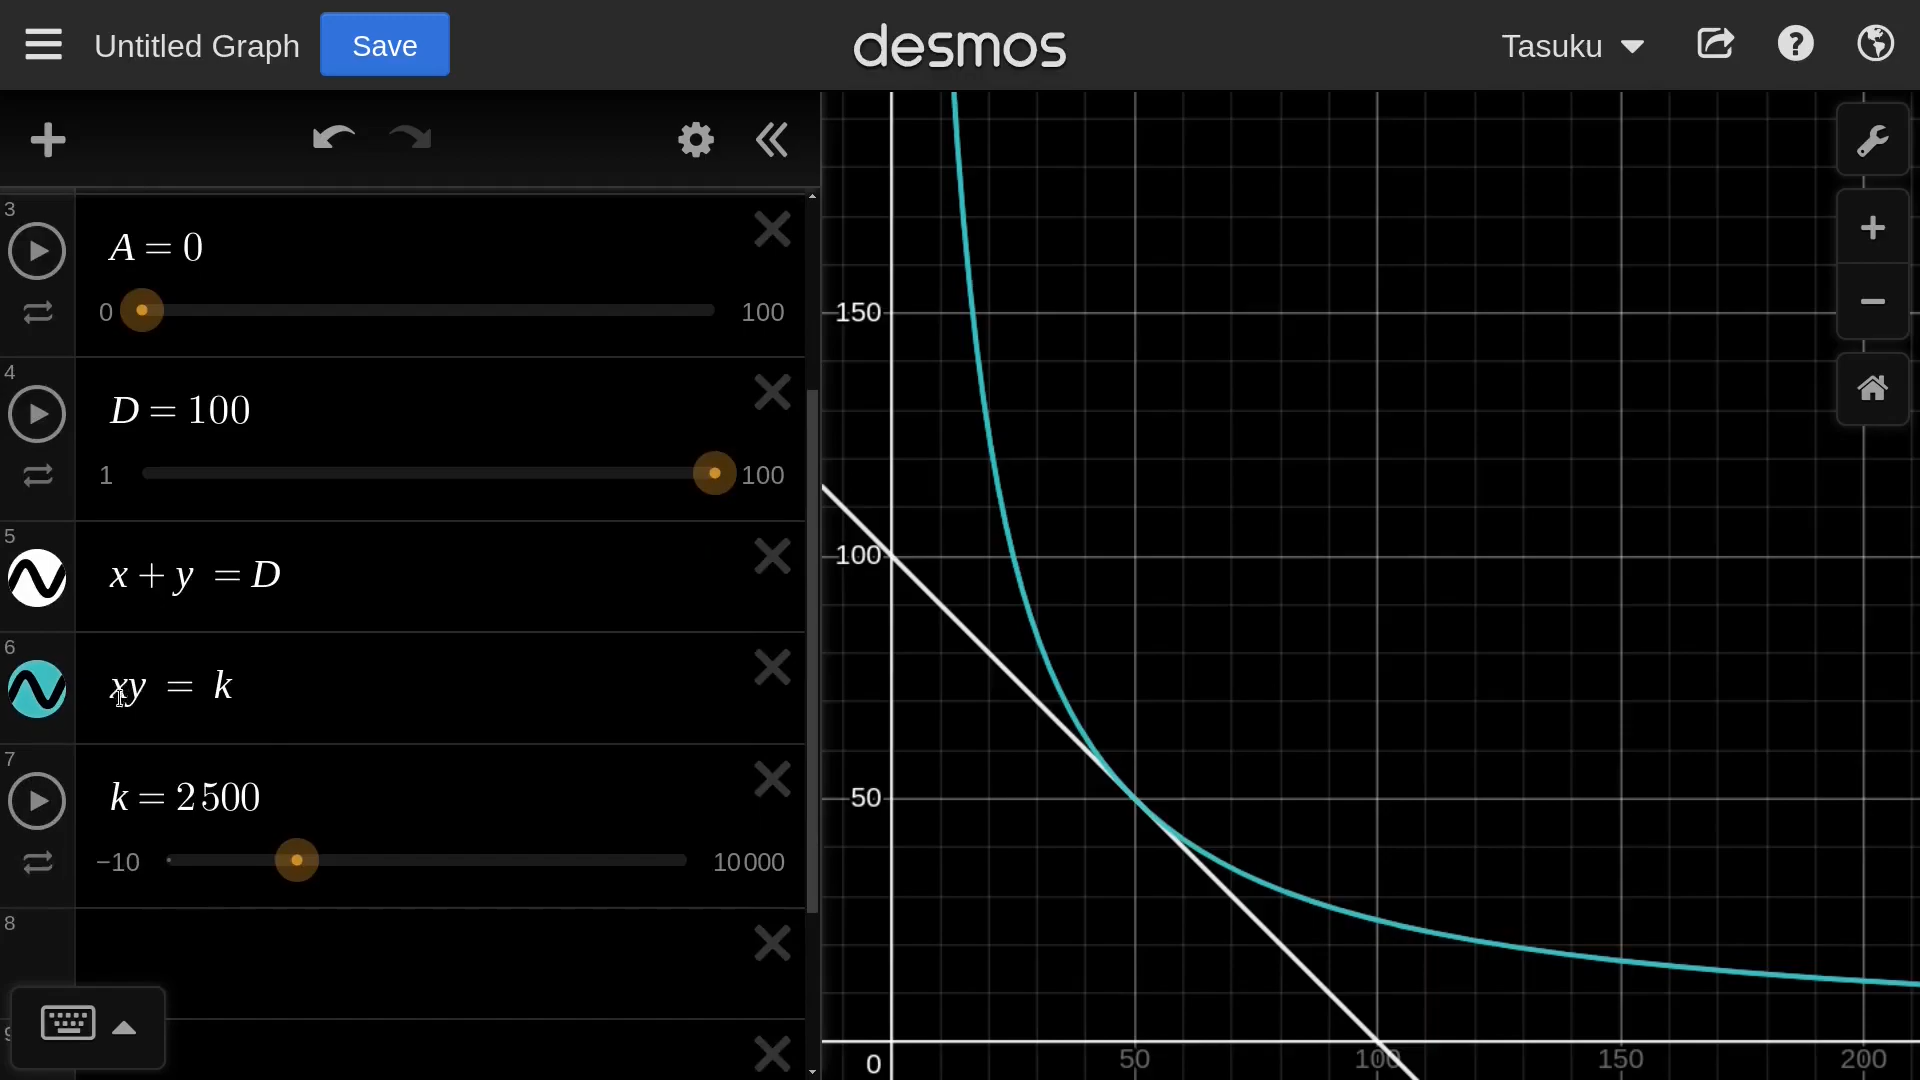 Untitled Graph
Save
desmos
Tasuku
3
A = 0
0
100
4
D = 100
1
100
5
x + y = D
6
xy = k
7
k = 2500
−10
10000
8
9
150
100
50
0
50
100
150
200